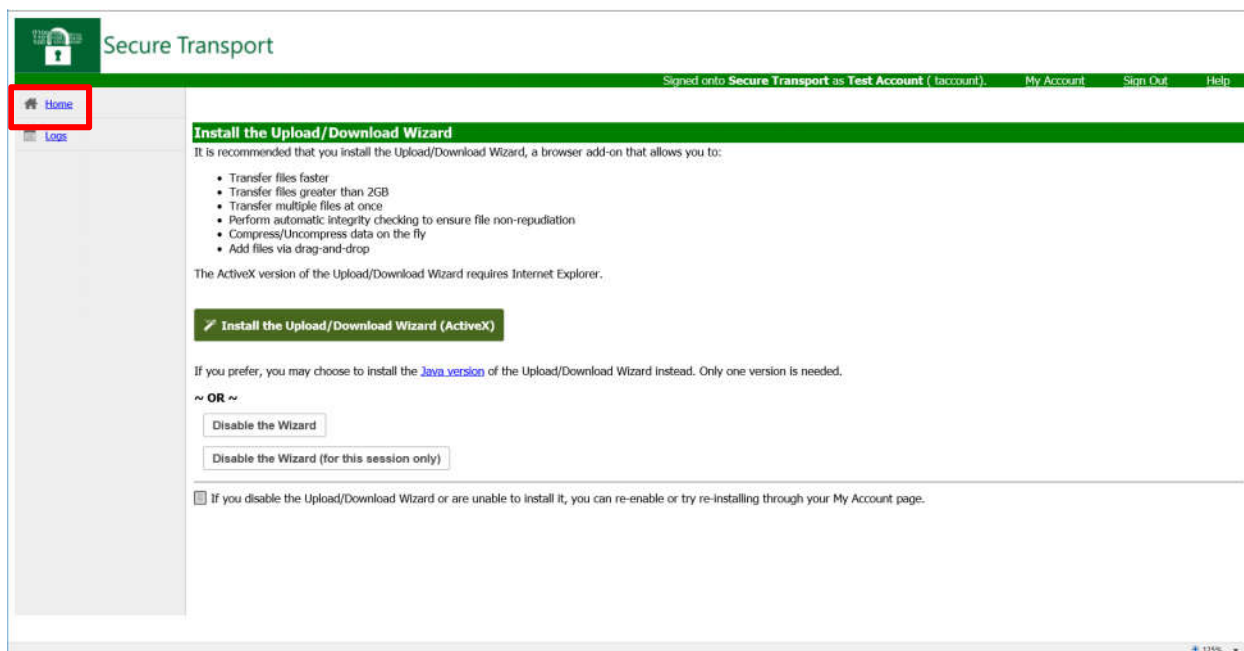 Secure Transport
Signed onto Secure Transport as Test Account ( taccount). My Account Sign Out Help
Home
Logs
Install the Upload/Download Wizard
It is recommended that you install the Upload/Download Wizard, a browser add-on that allows you to:
• Transfer files faster
• Transfer files greater than 2GB
• Transfer multiple files at once
• Perform automatic integrity checking to ensure file non-repudiation
• Compress/Uncompress data on the fly
• Add files via drag-and-drop
The ActiveX version of the Upload/Download Wizard requires Internet Explorer.
Install the Upload/Download Wizard (ActiveX)
If you prefer, you may choose to install the Java version of the Upload/Download Wizard instead. Only one version is needed.
~ OR ~
Disable the Wizard
Disable the Wizard (for this session only)
If you disable the Upload/Download Wizard or are unable to install it, you can re-enable or try re-installing through your My Account page.
125%